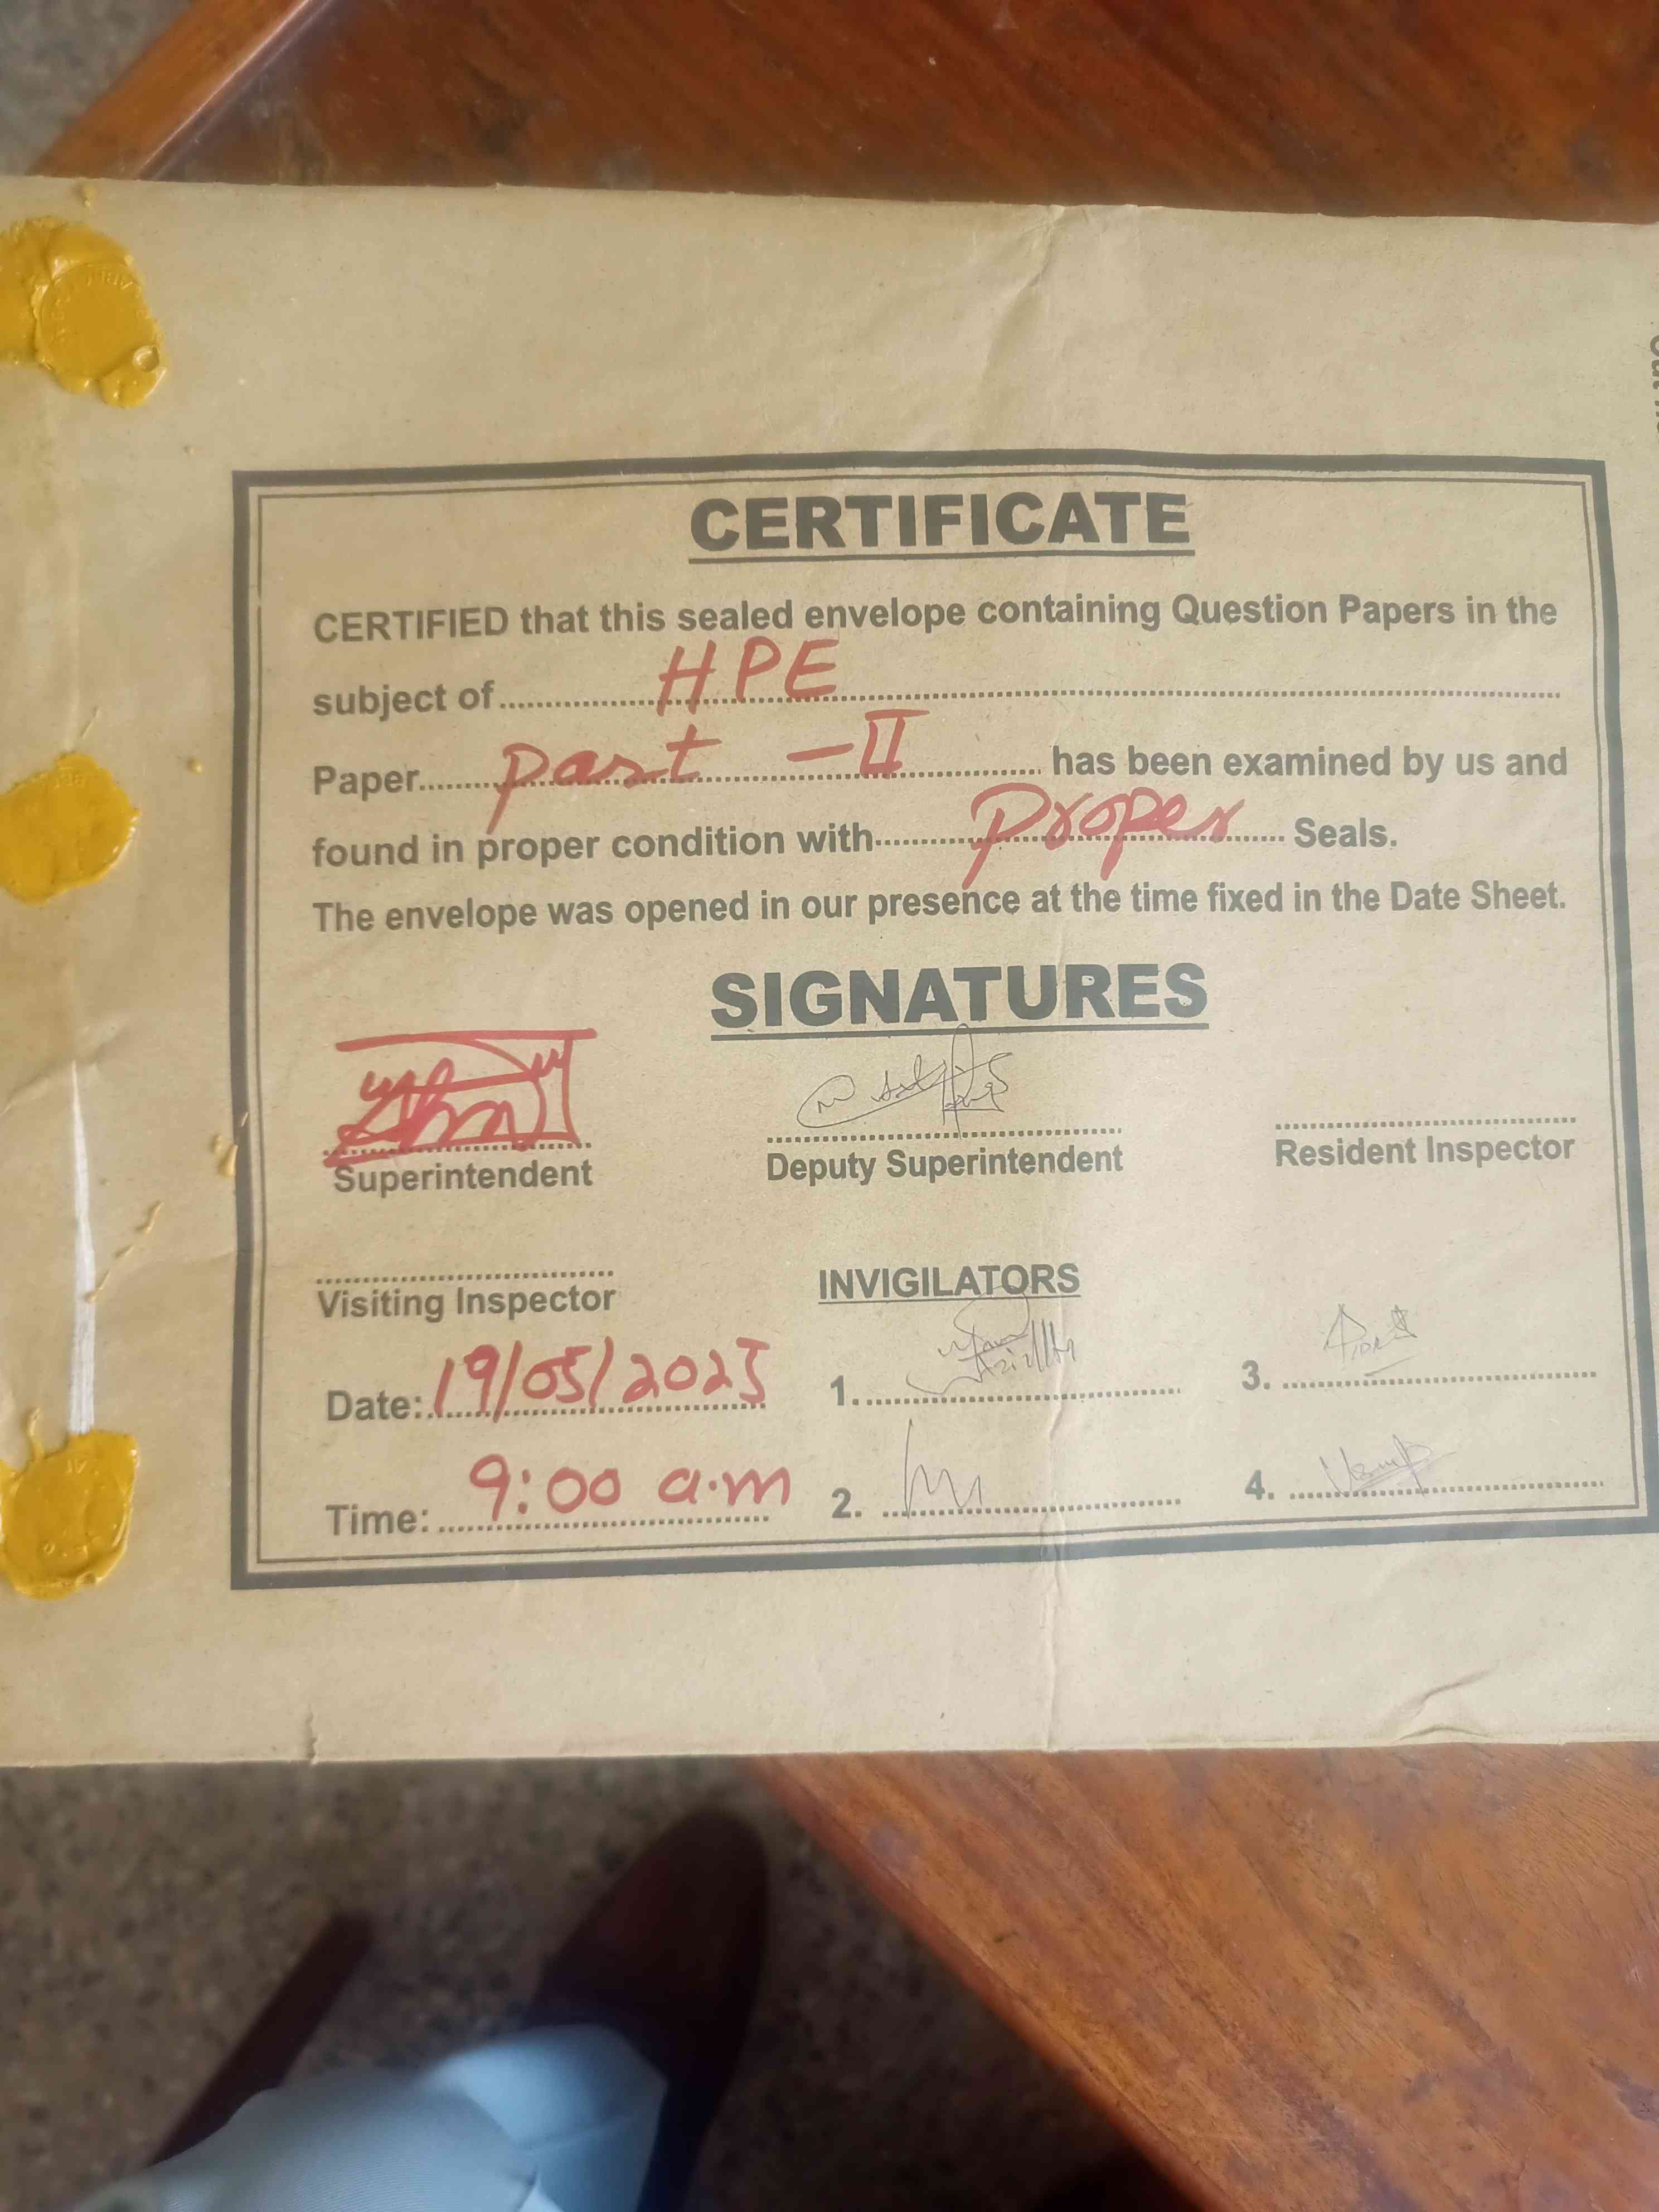 CERTIFICATE
CERTIFIED that this sealed envelope containing Question Papers in the
subject of HPE
Paper part - II has been examined by us and
found in proper condition with Proper Seals.
The envelope was opened in our presence at the time fixed in the Date Sheet.
SIGNATURES
Superintendent Deputy Superintendent Resident Inspector
Visiting Inspector INVIGILATORS
Date: 19/05/2025 1. 3.
Time: 9:00 a.m 2. 4.